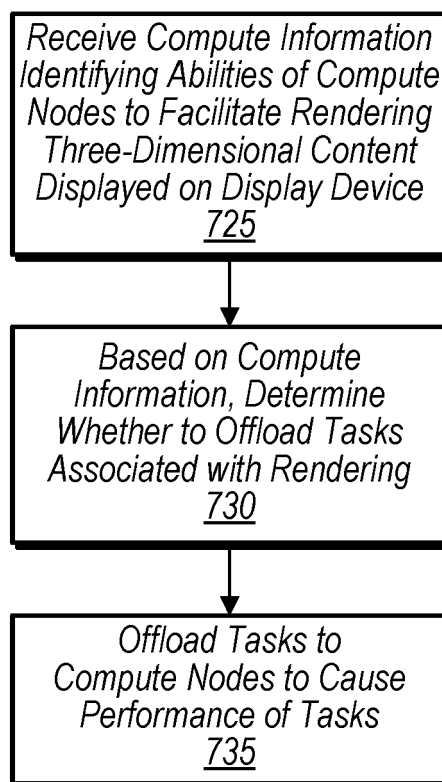 Receive Compute Information
Identifying Abilities of Compute
Nodes to Facilitate Rendering
Three-Dimensional Content
Displayed on Display Device
725
Based on Compute
Information, Determine
Whether to Offload Tasks
Associated with Rendering
730
Offload Tasks to
Compute Nodes to Cause
Performance of Tasks
735